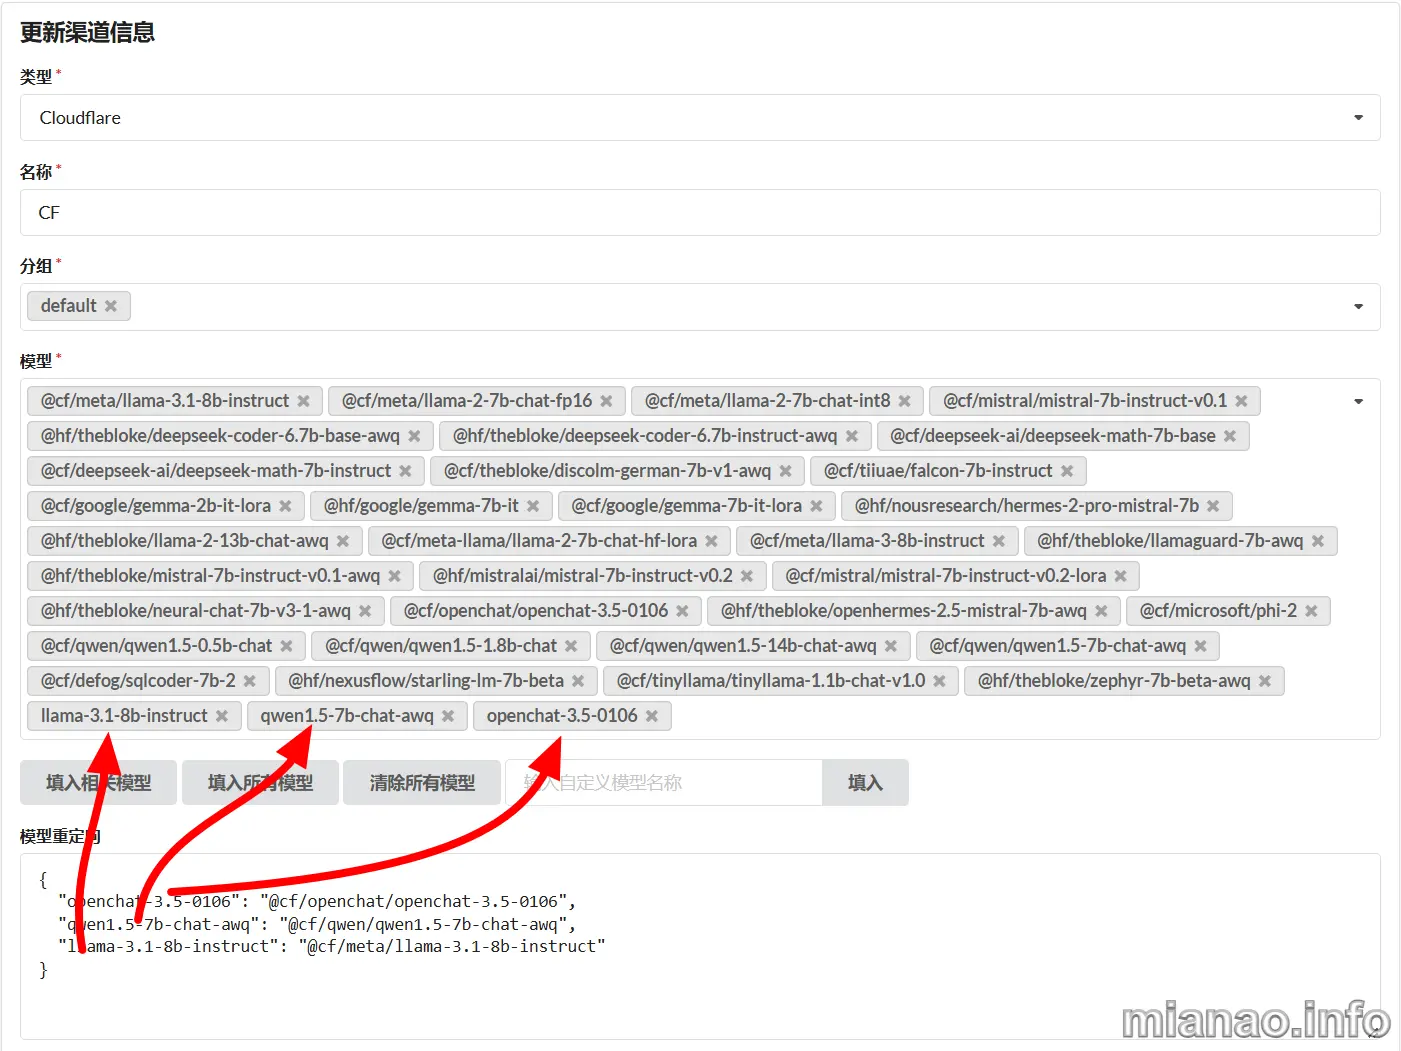 更新渠道信息
类型 *
Cloudflare
名称 *
CF
分组 *
default
模型 *
@cf/meta/llama-3.1-8b-instruct @cf/meta/llama-2-7b-chat-fp16 @cf/meta/llama-2-7b-chat-int8 @cf/mistral/mistral-7b-instruct-v0.1
@hf/thebloke/deepseek-coder-6.7b-base-awq @hf/thebloke/deepseek-coder-6.7b-instruct-awq @cf/deepseek-ai/deepseek-math-7b-base
@cf/deepseek-ai/deepseek-math-7b-instruct @cf/thebloke/discolm-german-7b-v1-awq @cf/tiiuae/falcon-7b-instruct
@cf/google/gemma-2b-it-lora @hf/google/gemma-7b-it @cf/google/gemma-7b-it-lora @hf/nousresearch/hermes-2-pro-mistral-7b
@hf/thebloke/llama-2-13b-chat-awq @cf/meta-llama/llama-2-7b-chat-hf-lora @cf/meta/llama-3-8b-instruct @hf/thebloke/llamaguard-7b-awq
@hf/thebloke/mistral-7b-instruct-v0.1-awq @hf/mistralai/mistral-7b-instruct-v0.2 @cf/mistral/mistral-7b-instruct-v0.2-lora
@hf/thebloke/neural-chat-7b-v3-1-awq @cf/openchat/openchat-3.5-0106 @hf/thebloke/openhermes-2.5-mistral-7b-awq @cf/microsoft/phi-2
@cf/qwen/qwen1.5-0.5b-chat @cf/qwen/qwen1.5-1.8b-chat @cf/qwen/qwen1.5-14b-chat-awq @cf/qwen/qwen1.5-7b-chat-awq
@cf/defog/sqlcoder-7b-2 @hf/nexusflow/starling-lm-7b-beta @cf/tinyllama/tinyllama-1.1b-chat-v1.0 @hf/thebloke/zephyr-7b-beta-awq
llama-3.1-8b-instruct qwen1.5-7b-chat-awq openchat-3.5-0106
填入相关模型 填入所有模型 清除所有模型 输入自定义模型名称 填入
模型重定向
{
"openchat-3.5-0106": "@cf/openchat/openchat-3.5-0106",
"qwen1.5-7b-chat-awq": "@cf/qwen/qwen1.5-7b-chat-awq",
"llama-3.1-8b-instruct": "@cf/meta/llama-3.1-8b-instruct"
}
mianao.info